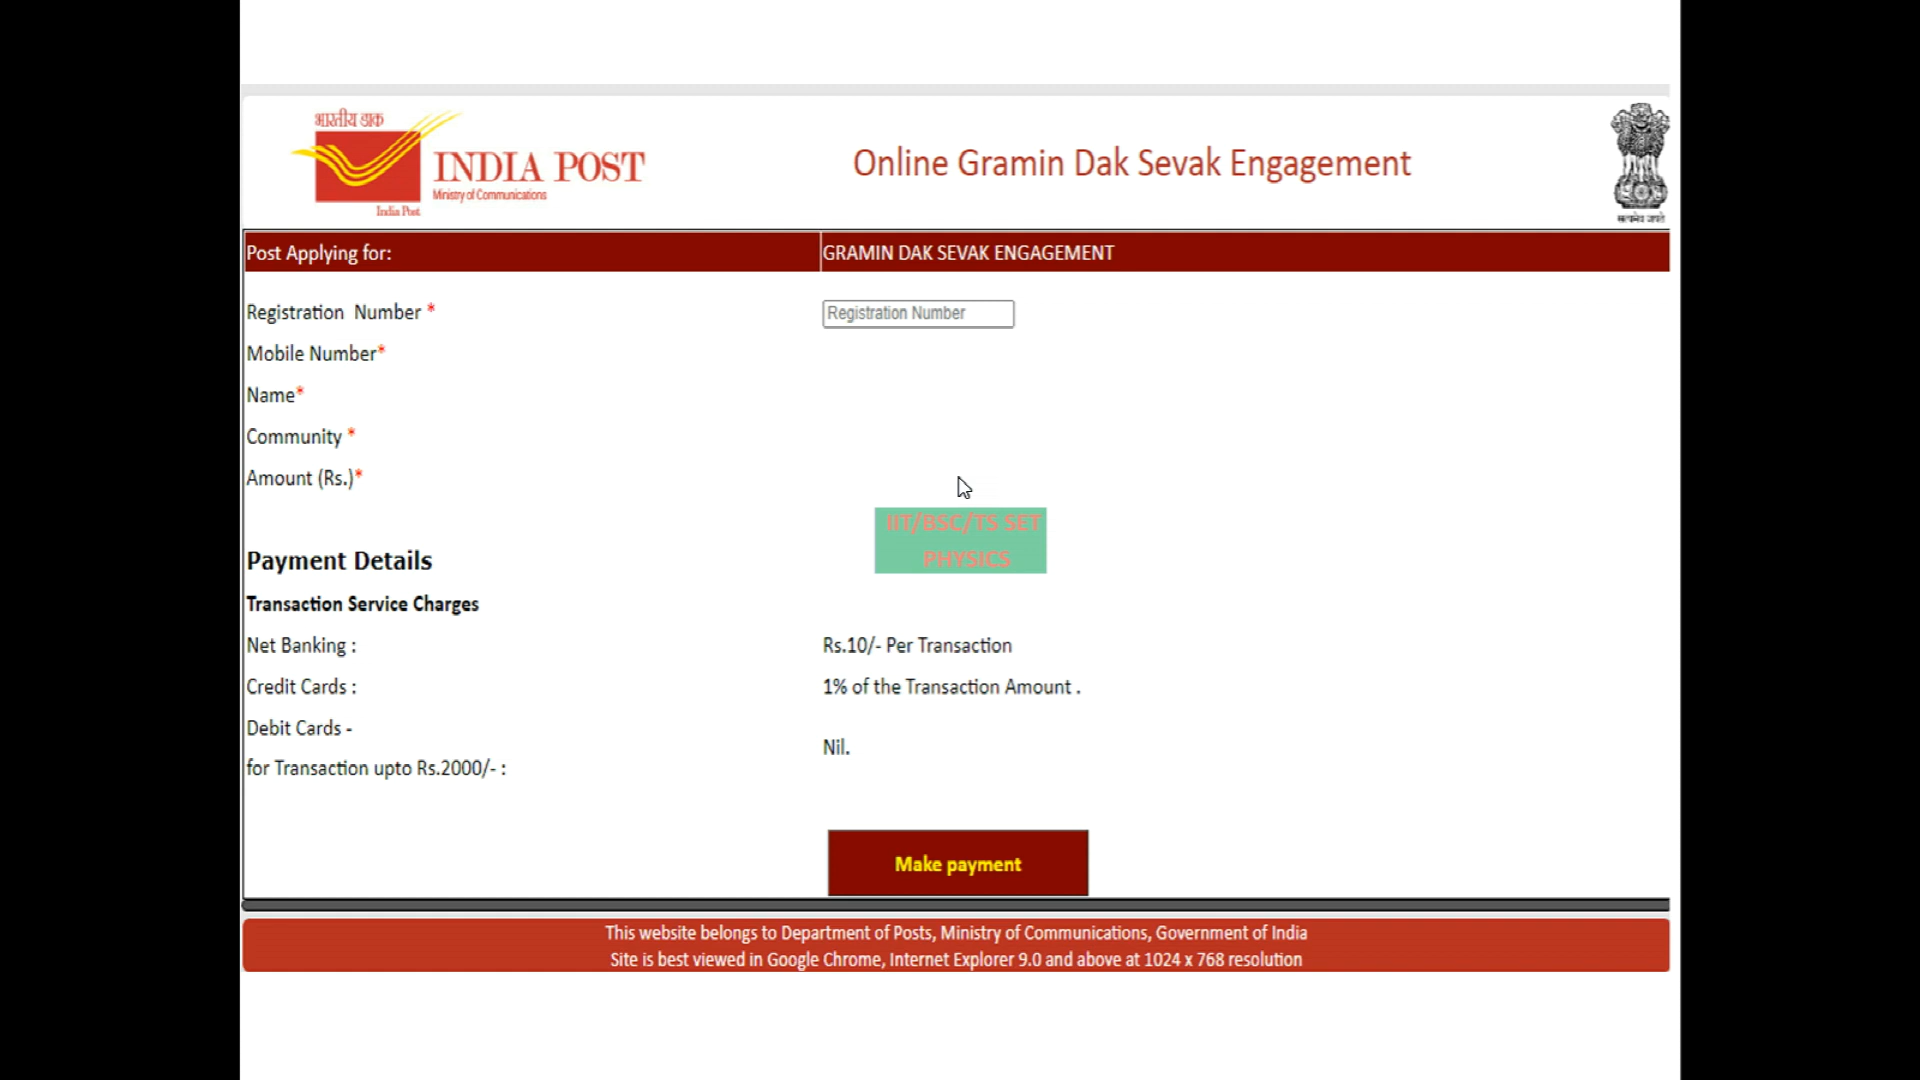 भारतीय डाक
INDIA POST
Ministry of Communications
India Post
Online Gramin Dak Sevak Engagement
सत्यमेव जयते
Post Applying for:
GRAMIN DAK SEVAK ENGAGEMENT
Registration Number *
Registration Number
Mobile Number*
Name*
Community *
Amount (Rs.)*
IIT/BSC/TS SET
PHYSICS
Payment Details
Transaction Service Charges
Net Banking :
Rs.10/- Per Transaction
Credit Cards :
1% of the Transaction Amount .
Debit Cards -
for Transaction upto Rs.2000/- :
Nil.
Make payment
This website belongs to Department of Posts, Ministry of Communications, Government of India
Site is best viewed in Google Chrome, Internet Explorer 9.0 and above at 1024 x 768 resolution